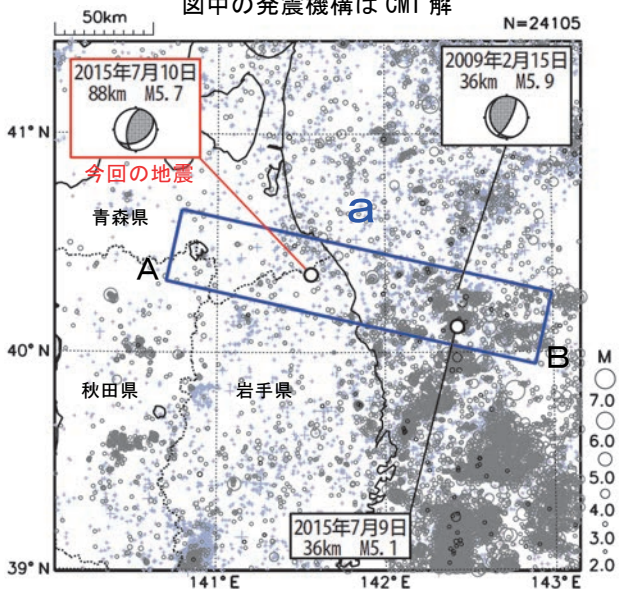 図中の発震機構は CMT 解
50km
N=24105
2015年7月10日
88km M5.7
2009年2月15日
36km M5.9
今回の地震
41°N
青森県
a
A
40°N
B
秋田県
岩手県
M
7.0
6.0
5.0
4.0
3.0
2.0
2015年7月9日
36km M5.1
39°N
141°E
142°E
143°E